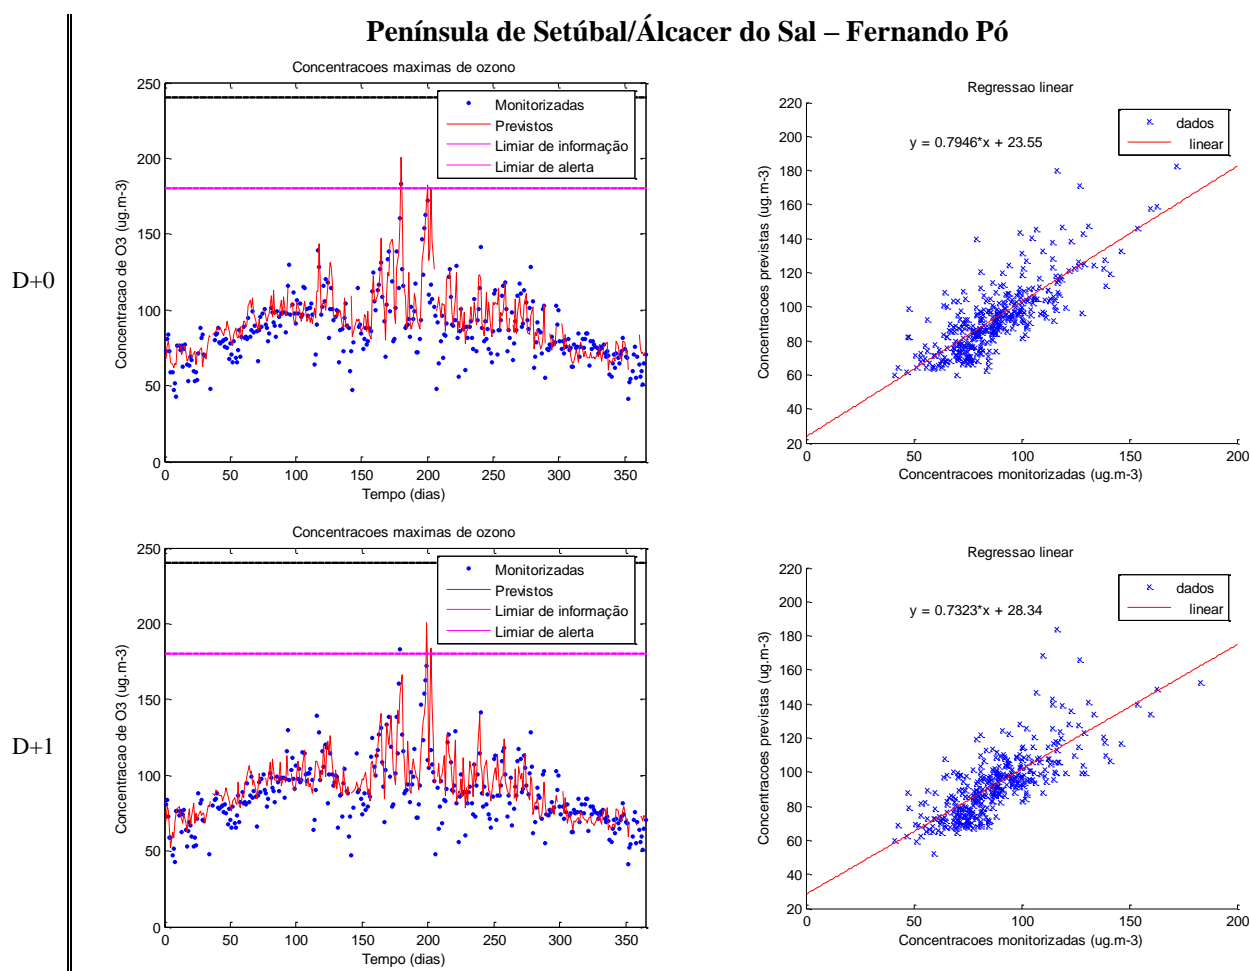 Península de Setúbal/Álcacer do Sal – Fernando Pó
D+0
Concentracoes maximas de ozono
Concentracao de O3 (ug.m-3)
250
200
150
100
50
0
Monitorizadas
Previstos
Limiar de informação
Limiar de alerta
0 50 100 150 200 250 300 350
Tempo (dias)
Regressao linear
Concentracoes previstas (ug.m-3)
220
200
180
160
140
120
100
80
60
40
20
y = 0.7946*x + 23.55
dados
linear
0 50 100 150 200
Concentracoes monitorizadas (ug.m-3)
D+1
Concentracoes maximas de ozono
Concentracao de O3 (ug.m-3)
250
200
150
100
50
0
Monitorizadas
Previstos
Limiar de informação
Limiar de alerta
0 50 100 150 200 250 300 350
Tempo (dias)
Regressao linear
Concentracoes previstas (ug.m-3)
220
200
180
160
140
120
100
80
60
40
20
y = 0.7323*x + 28.34
dados
linear
0 50 100 150 200
Concentracoes monitorizadas (ug.m-3)